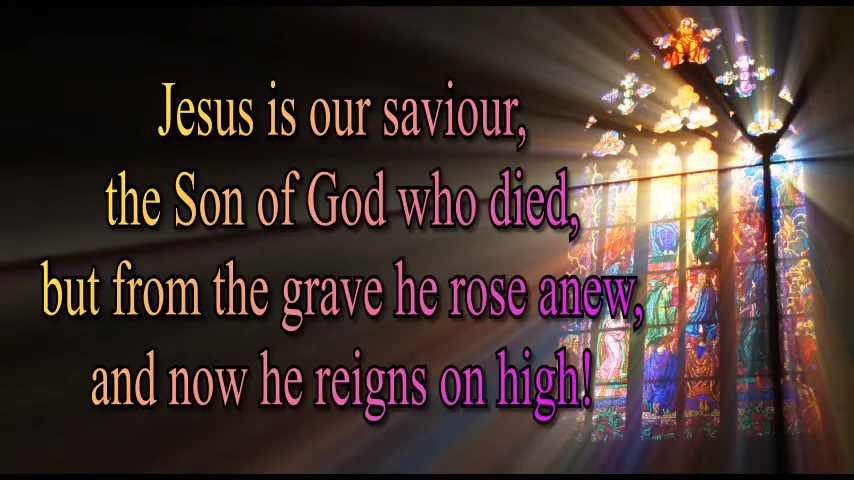 Jesus is our saviour,
the Son of God who died,
but from the grave he rose anew,
and now he reigns on high!